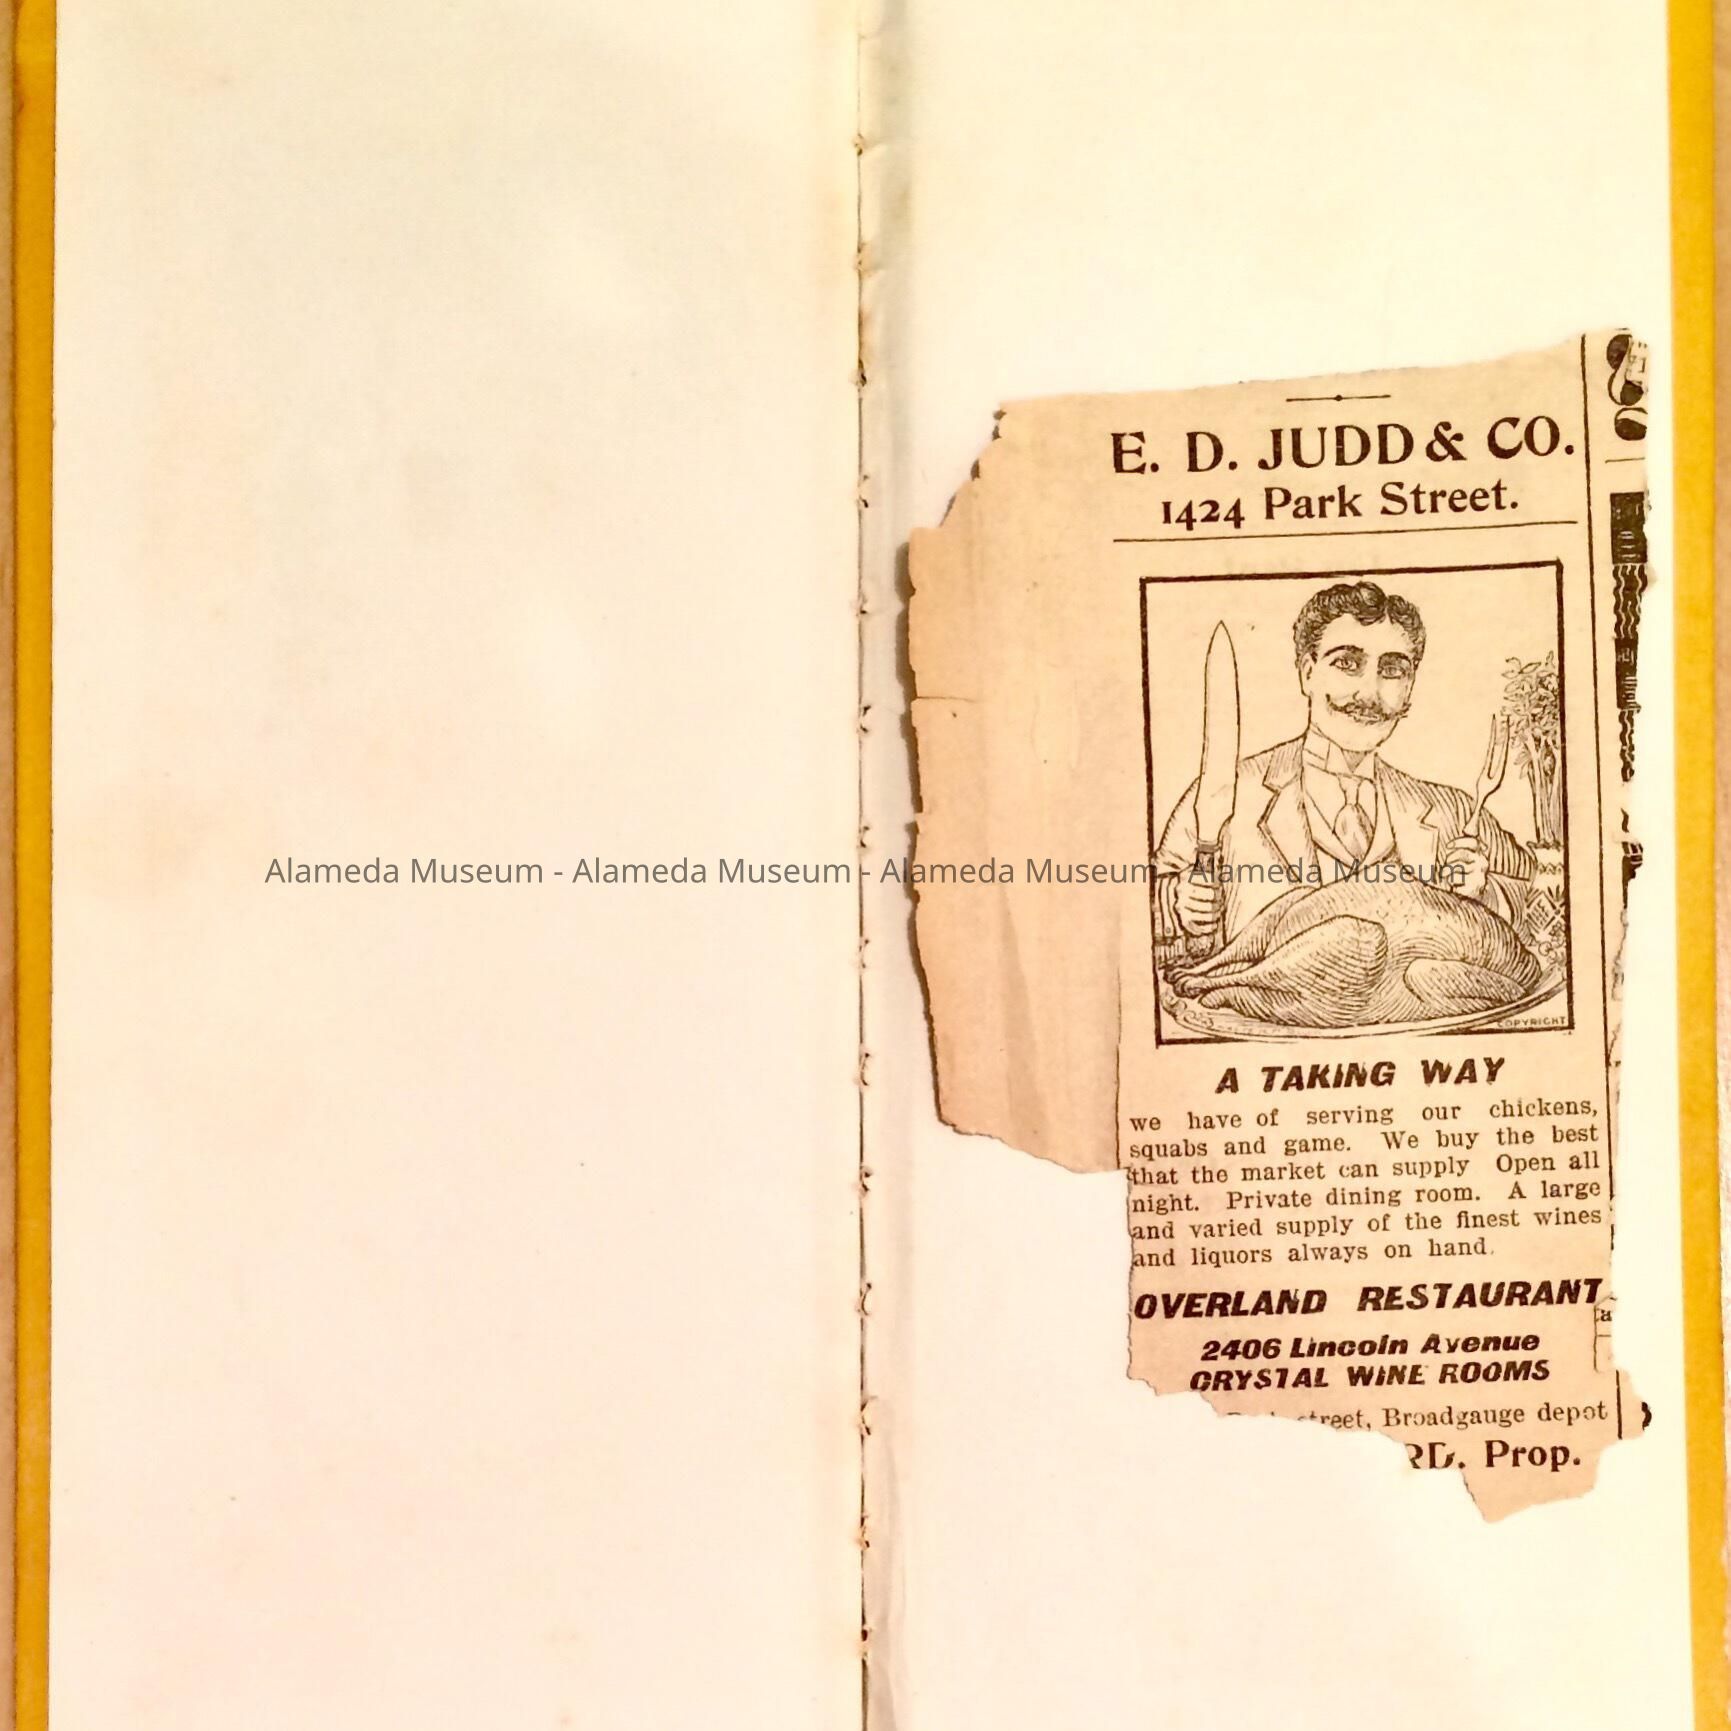 E. D. JUDD & CO.
1424 Park Street.
COPYRIGHT
A TAKING WAY
we have of serving our chickens,
squabs and game. We buy the best
that the market can supply Open all
night. Private dining room. A large
and varied supply of the finest wines
and liquors always on hand.
OVERLAND RESTAURANT
2406 Lincoln Avenue
CRYSTAL WINE ROOMS
street, Broadgauge depot
RD. Prop.
Alameda Museum - Alameda Museum - Alameda Museum - Alameda Museum